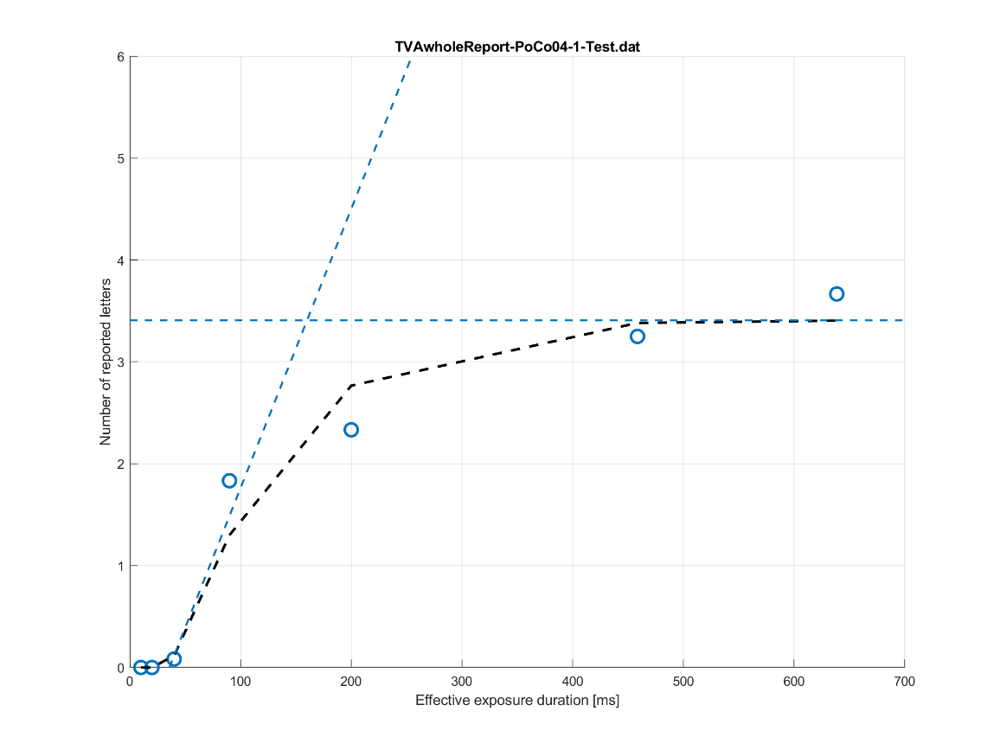 TVAwholeReport-PoCo04-1-Test.dat
6
5
4
3
2
1
0
Number of reported letters
0 100 200 300 400 500 600 700
Effective exposure duration [ms]